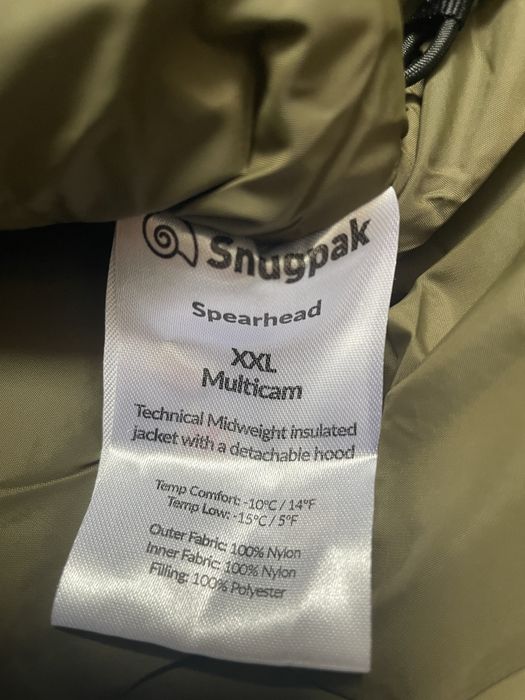 Snugpak
Spearhead
XXL
Multicam
Technical Midweight insulated
jacket with a detachable hood
Temp Comfort: -10°C / 14°F
Temp Low: -15°C / 5°F
Outer Fabric: 100% Nylon
Inner Fabric: 100% Nylon
Filling: 100% Polyester